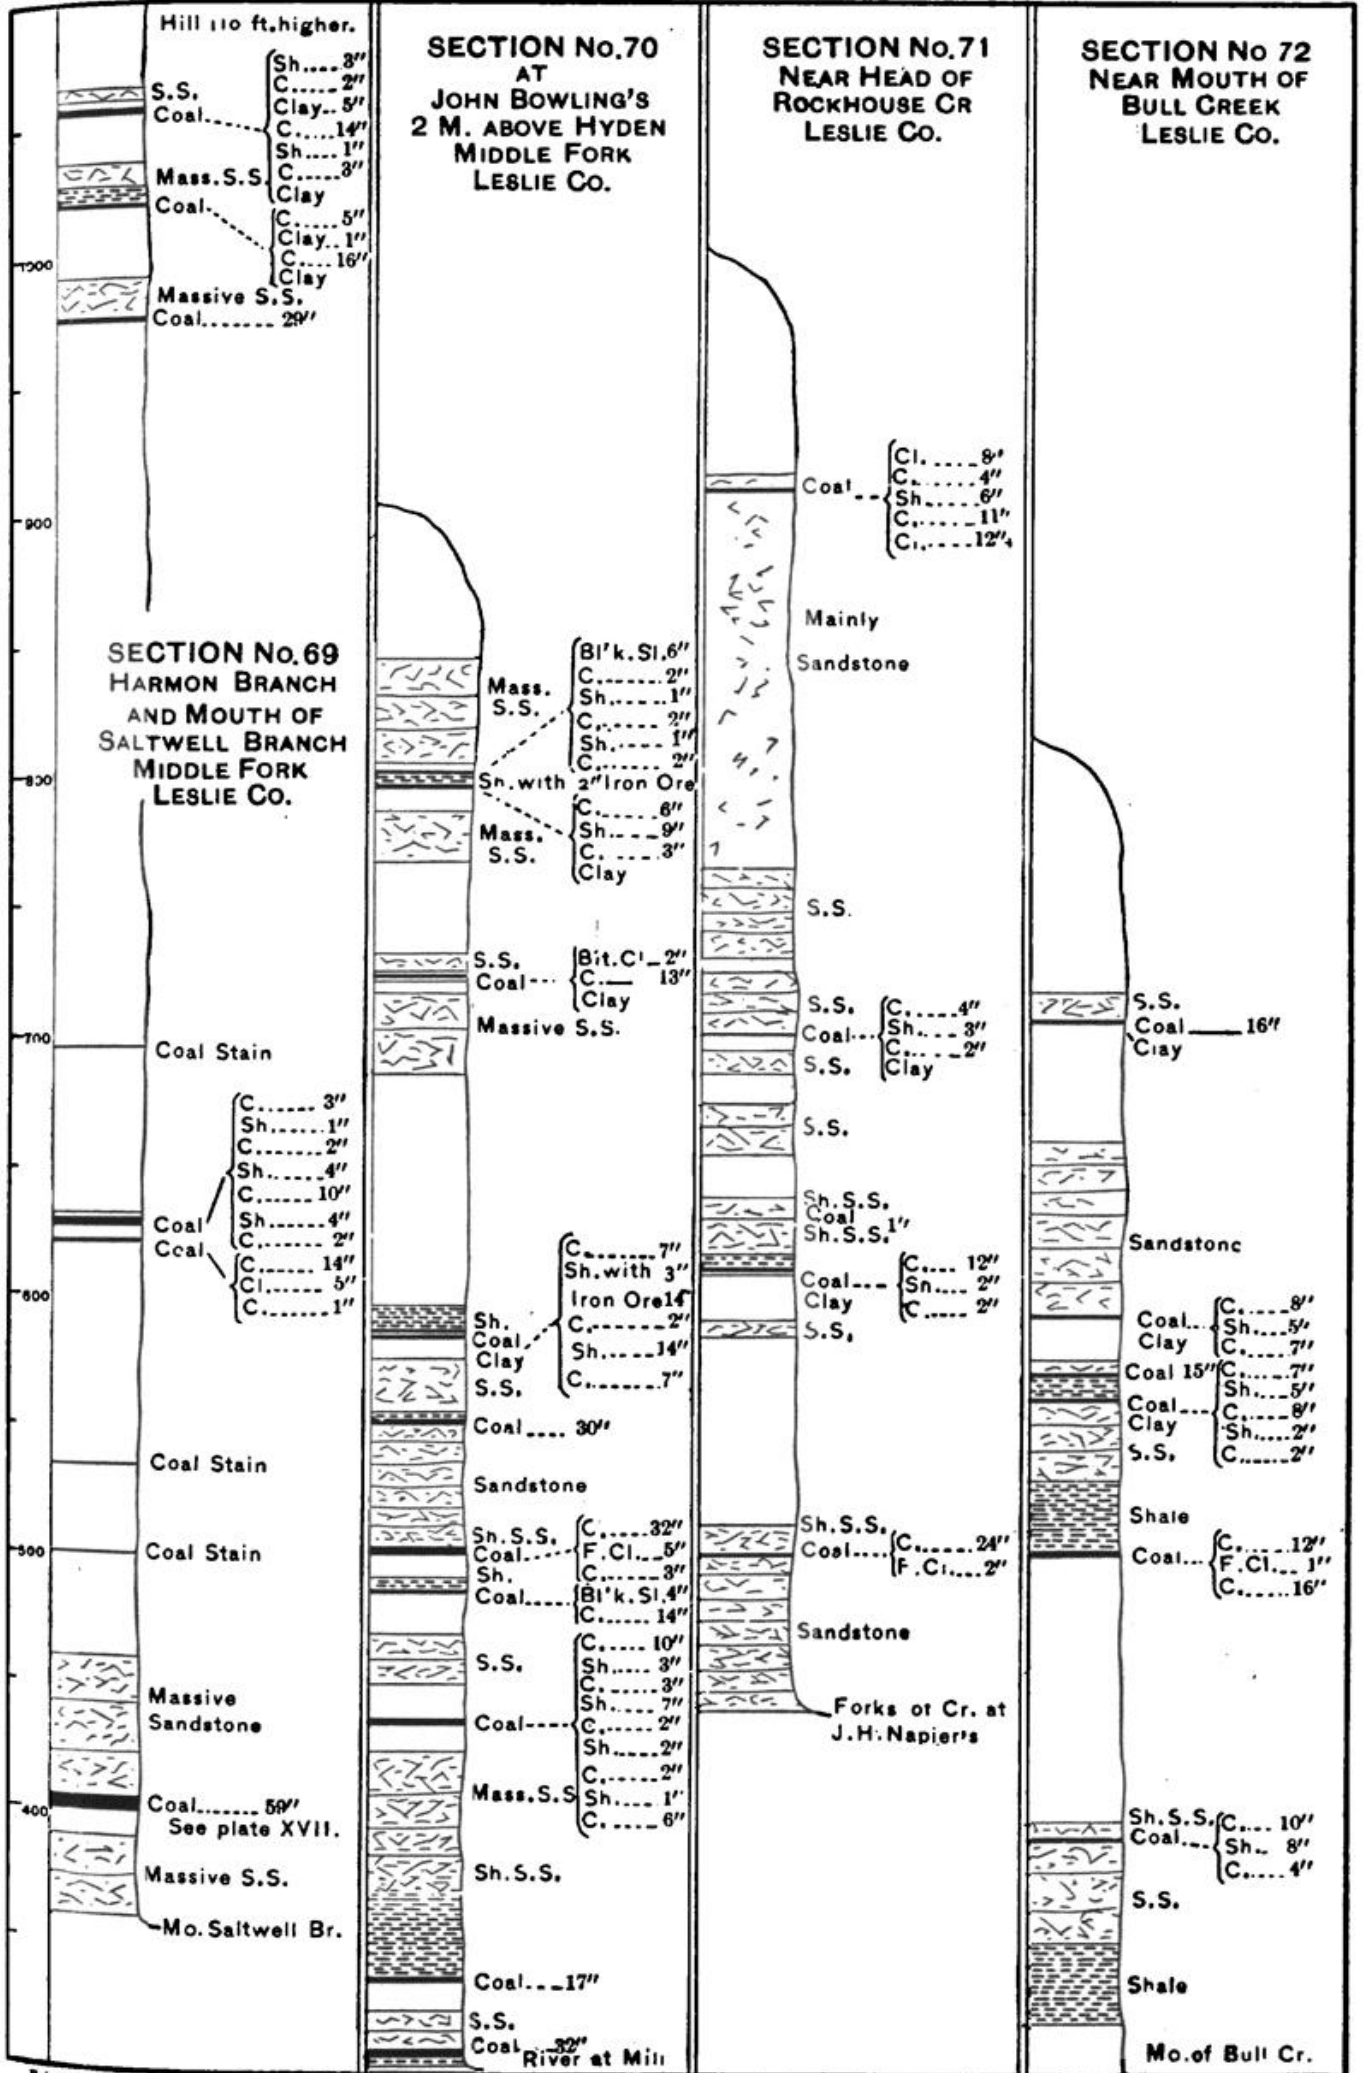 Hill 110 ft.higher.
S.S.
Coal
Sh.... 3"
C..... 2"
Clay.. 5"
C.... 14"
Sh.... 1"
C..... 3"
Clay
Mass. S.S.
Coal
C..... 5"
Clay.. 1"
C.... 16"
Clay
1000
Massive S.S.
Coal....... 29"
900
SECTION No. 69
HARMON BRANCH
AND MOUTH OF
SALTWELL BRANCH
MIDDLE FORK
LESLIE CO.
800
700
Coal Stain
C...... 3"
Sh...... 1"
C...... 2"
Sh...... 4"
C...... 10"
Sh...... 4"
C...... 2"
Coal
Coal
C...... 14"
Cl...... 5"
C...... 1"
600
Coal Stain
500
Coal Stain
Massive
Sandstone
400
Coal....... 59"
See plate XVII.
Massive S.S.
Mo. Saltwell Br.
SECTION No. 70
AT
JOHN BOWLING'S
2 M. ABOVE HYDEN
MIDDLE FORK
LESLIE CO.
Mass.
S.S.
Bl'k. Sl. 6"
C....... 2"
Sh...... 1"
C....... 2"
Sh...... 1"
C....... 2"
Sh. with 2" Iron Ore
C...... 6"
Sh..... 9"
C...... 3"
Clay
Mass.
S.S.
S.S.
Coal
Bit. Cl 2"
C. 13"
Clay
Massive S.S.
C....... 7"
Sh. with 3"
Iron Ore 14"
C....... 2"
Sh...... 14"
C....... 7"
Sh.
Coal
Clay
S.S.
Coal.... 30"
Sandstone
Sh. S.S.
Coal
Sh.
C..... 32"
F. Cl... 5"
C..... 3"
Coal
Bl'k. Sl. 4"
C..... 14"
S.S.
Coal
C..... 10"
Sh.... 3"
C..... 3"
Sh.... 7"
C..... 2"
Sh..... 2"
C..... 2"
Sh.... 1"
C..... 6"
Mass. S.S
Sh. S.S.
Coal.... 17"
S.S.
Coal 32"
River at Mill
SECTION No. 71
NEAR HEAD OF
ROCKHOUSE CR
LESLIE CO.
Coal
Cl...... 8"
C....... 4"
Sh...... 6"
C...... 11"
Cl..... 12"+
Mainly
Sandstone
S.S.
S.S.
Coal
C..... 4"
Sh.... 3"
C..... 2"
Clay
S.S.
S.S.
Sh. S.S.
Coal 1"
Sh. S.S.
Coal
Clay
C.... 12"
Sh.... 2"
C..... 2"
S.S.
Sh. S.S.
Coal
C....... 24"
F. Cl.... 2"
Sandstone
Forks of Cr. at
J.H. Napier's
SECTION No 72
NEAR MOUTH OF
BULL CREEK
LESLIE CO.
S.S.
Coal 16"
Clay
Sandstone
Coal
Clay
C..... 8"
Sh.... 5"
C..... 7"
Coal 15"
Coal
Clay
S.S.
C..... 7"
Sh.... 5"
C..... 8"
Sh.... 2"
C..... 2"
Shale
Coal
C..... 12"
F. Cl... 1"
C..... 16"
Sh. S.S.
Coal
C.... 10"
Sh.. 8"
C.... 4"
S.S.
Shale
Mo. of Bull Cr.